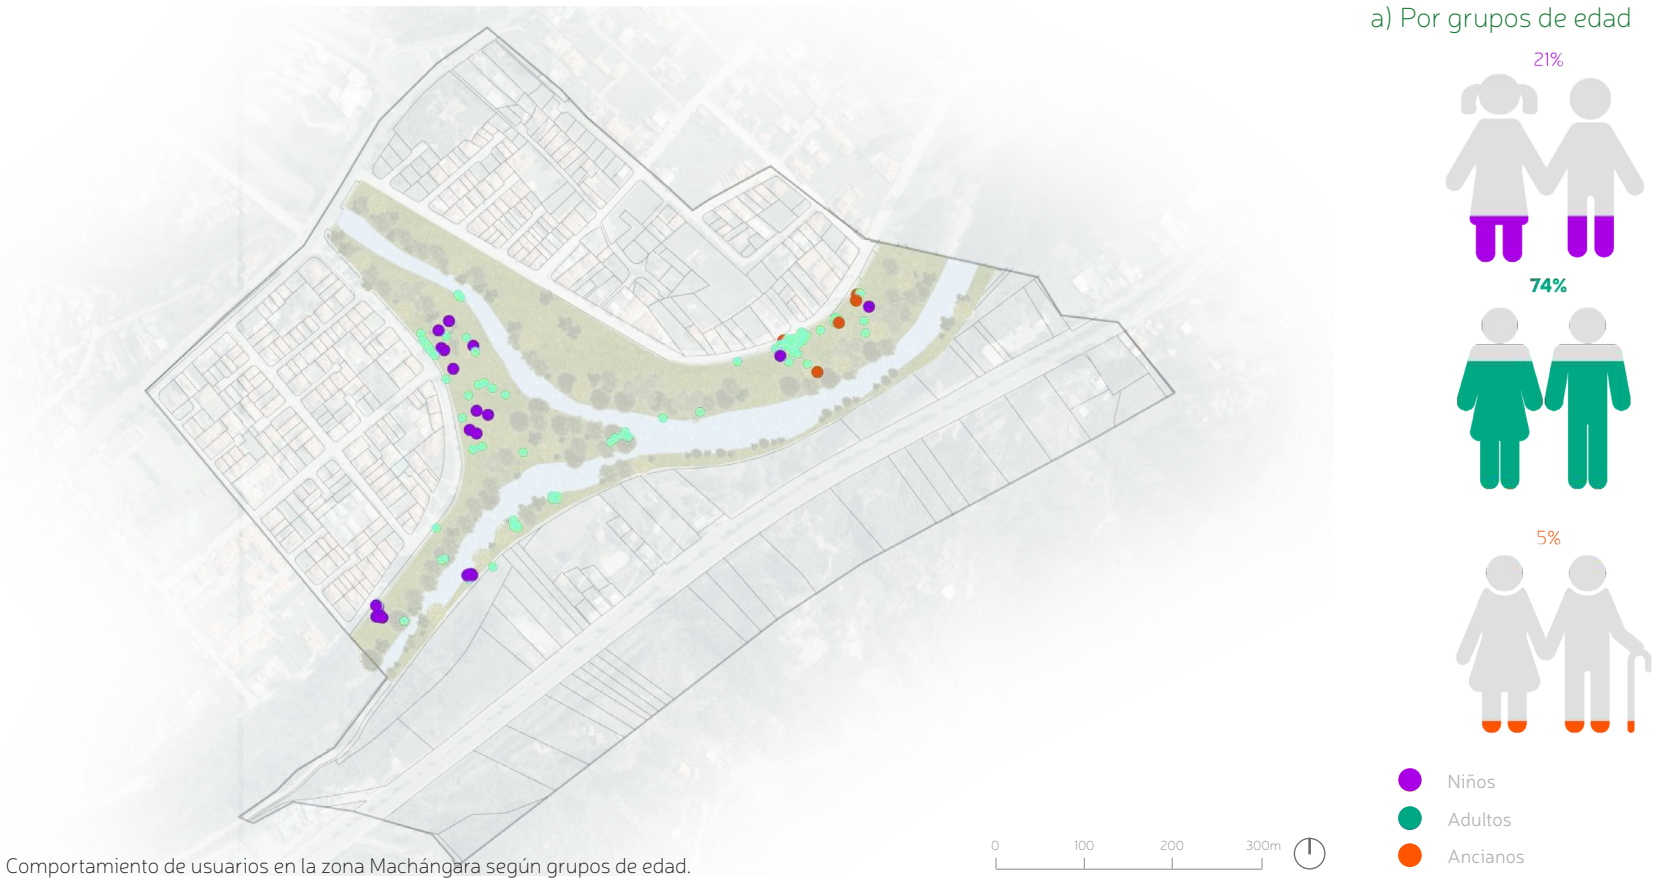 a) Por grupos de edad
21%
74%
5%
Niños
Adultos
Ancianos
0 100 200 300m
Comportamiento de usuarios en la zona Machángara según grupos de edad.